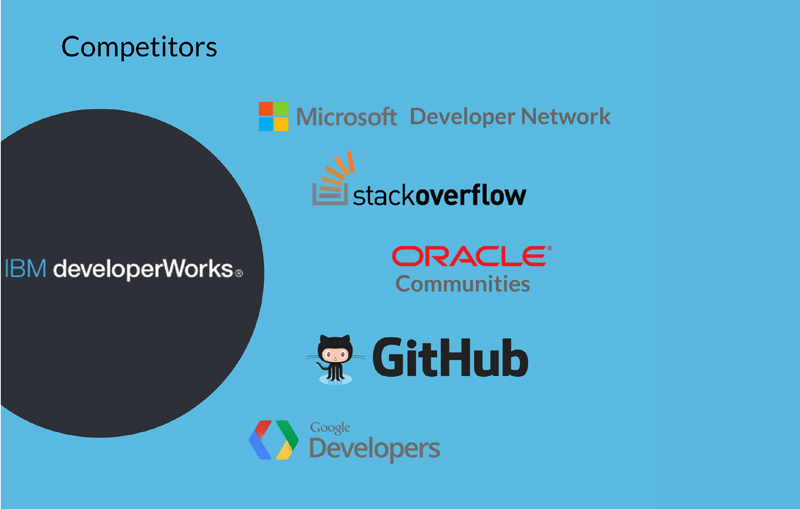 Competitors
Microsoft Developer Network
stackoverflow
IBM developerWorks®
ORACLE®
Communities
GitHub
Google
Developers